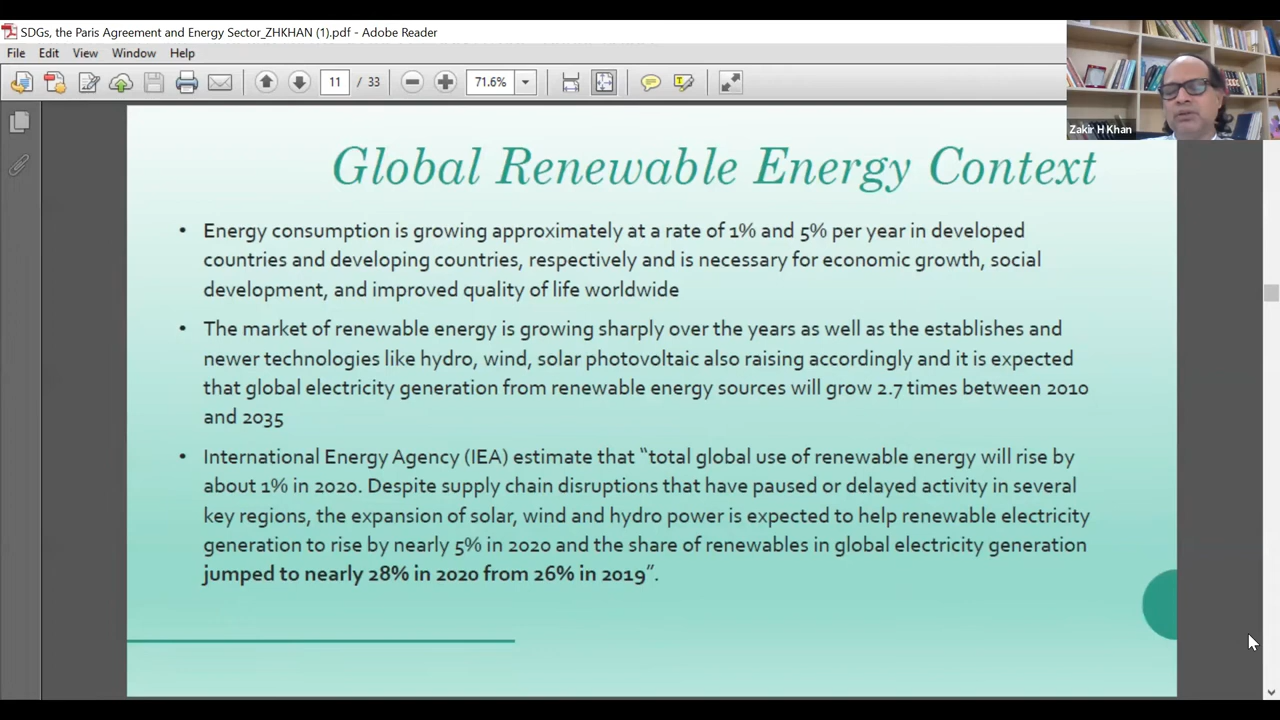 SDGs, the Paris Agreement and Energy Sector_ZHKHAN (1).pdf - Adobe Reader
File Edit View Window Help
11 / 33 71.6%
Zakir H Khan
Global Renewable Energy Context
• Energy consumption is growing approximately at a rate of 1% and 5% per year in developed
countries and developing countries, respectively and is necessary for economic growth, social
development, and improved quality of life worldwide
• The market of renewable energy is growing sharply over the years as well as the establishes and
newer technologies like hydro, wind, solar photovoltaic also raising accordingly and it is expected
that global electricity generation from renewable energy sources will grow 2.7 times between 2010
and 2035
• International Energy Agency (IEA) estimate that “total global use of renewable energy will rise by
about 1% in 2020. Despite supply chain disruptions that have paused or delayed activity in several
key regions, the expansion of solar, wind and hydro power is expected to help renewable electricity
generation to rise by nearly 5% in 2020 and the share of renewables in global electricity generation
jumped to nearly 28% in 2020 from 26% in 2019”.